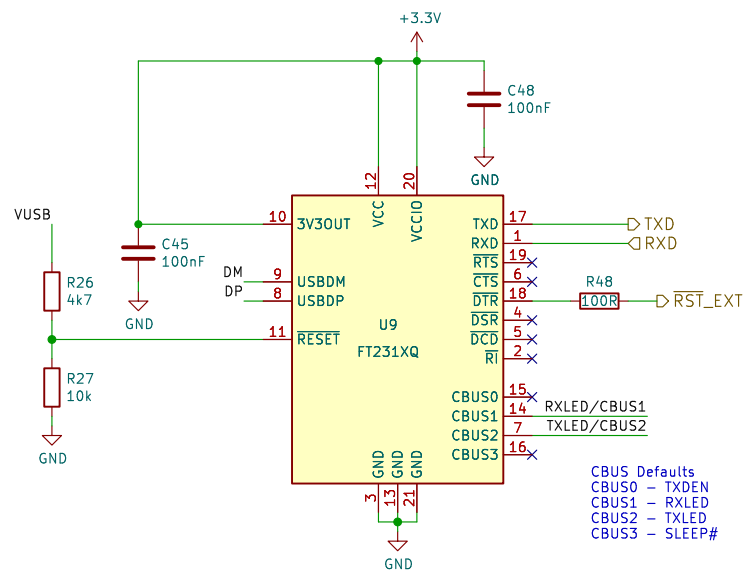 +3.3V
C48
100nF
GND
12
20
VCC
VCCIO
VUSB
10
3V3OUT
TXD
17
TXD
C45
100nF
RXD
1
RXD
RTS
19
DM
9
USBDM
CTS
6
R26
4k7
DP
8
USBDP
DTR
18
R48
100R
RST_EXT
GND
U9
DSR
4
11
RESET
DCD
5
FT231XQ
RI
2
R27
10k
CBUS0
15
CBUS1
14
RXLED/CBUS1
CBUS2
7
TXLED/CBUS2
GND
GND
GND
GND
CBUS3
16
3
13
21
GND
CBUS Defaults
CBUS0 – TXDEN
CBUS1 – RXLED
CBUS2 – TXLED
CBUS3 – SLEEP#